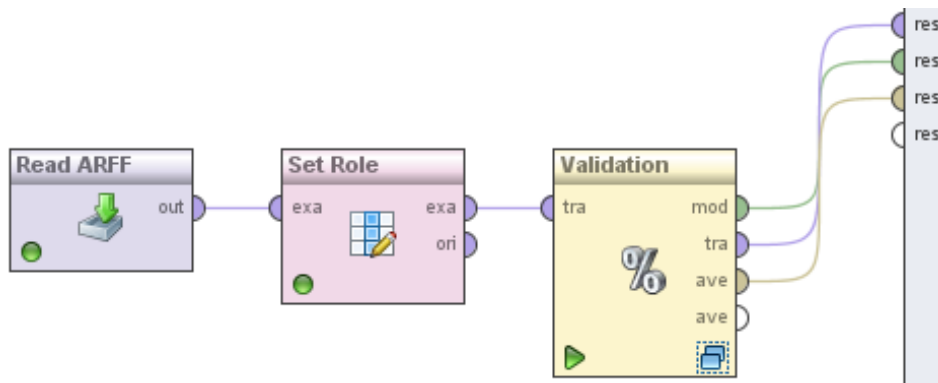 Read ARFF
out
Set Role
exa
exa
ori
Validation
tra
mod
tra
ave
ave
res
res
res
res